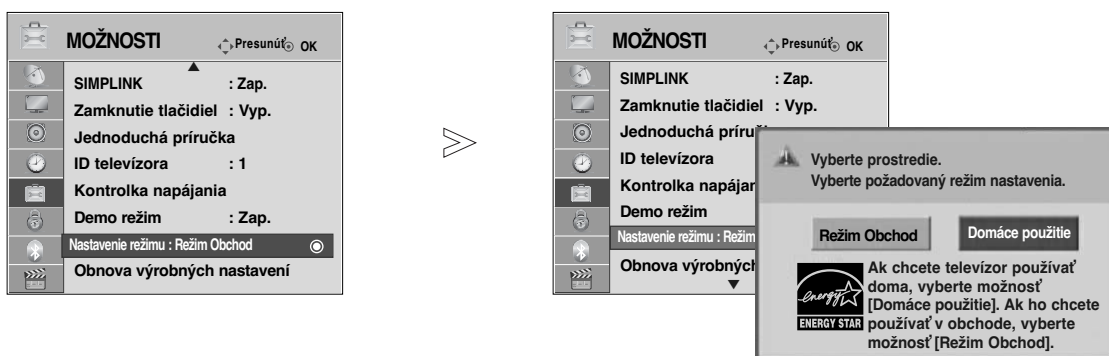 MOŽNOSTI
Presunúť OK
SIMPLINK : Zap.
Zamknutie tlačidiel : Vyp.
Jednoduchá príručka
ID televízora : 1
Kontrolka napájania
Demo režim : Zap.
Nastavenie režimu : Režim Obchod
Obnova výrobných nastavení
MOŽNOSTI
Presunúť OK
SIMPLINK : Zap.
Zamknutie tlačidiel : Vyp.
Jednoduchá
ID televízora
Kontrolka
Demo režim
Nastavenie režimu : Režim
Obnova
Vyberte prostredie.
Vyberte požadovaný režim nastavenia.
Režim Obchod
Domáce použitie
energy
ENERGY STAR
Ak chcete televízor používať
doma, vyberte možnosť
[Domáce použitie]. Ak ho chcete
používať v obchode, vyberte
možnosť [Režim Obchod].